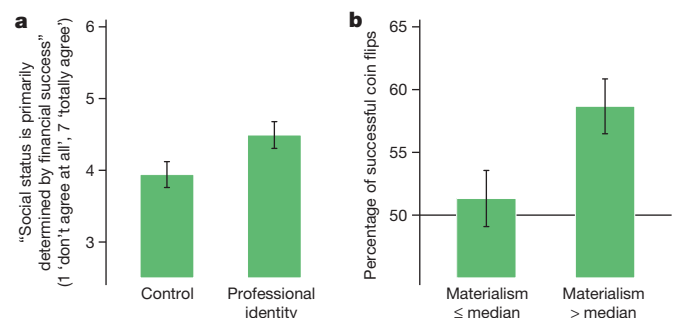 a
"Social status is primarily
determined by financial success"
(1 'don't agree at all', 7 'totally agree')
6
5
4
3
Control
Professional
identity
b
Percentage of successful coin flips
65
60
55
50
Materialism
≤ median
Materialism
> median